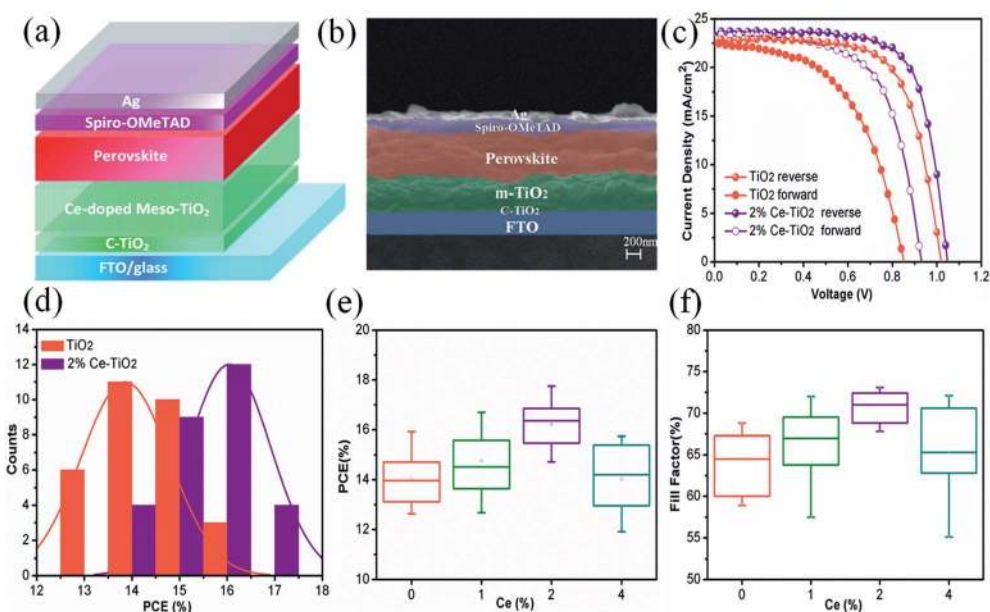 (a)
Ag
Spiro-OMeTAD
Perovskite
Ce-doped Meso-TiO₂
C-TiO₂
FTO/glass
(b)
Ag
Spiro-OMeTAD
Perovskite
m-TiO₂
C-TiO₂
FTO
200nm
(c)
Current Density (mA/cm²)
25
20
15
10
5
0
TiO₂ reverse
TiO₂ forward
2% Ce-TiO₂ reverse
2% Ce-TiO₂ forward
0.0 0.2 0.4 0.6 0.8 1.0 1.2
Voltage (V)
(d)
Counts
14
12
10
8
6
4
2
0
TiO₂
2% Ce-TiO₂
12 13 14 15 16 17 18
PCE (%)
(e)
PCE(%)
20
18
16
14
12
10
0 1 2 4
Ce (%)
(f)
Fill Factor(%)
80
75
70
65
60
55
50
0 1 2 4
Ce (%)